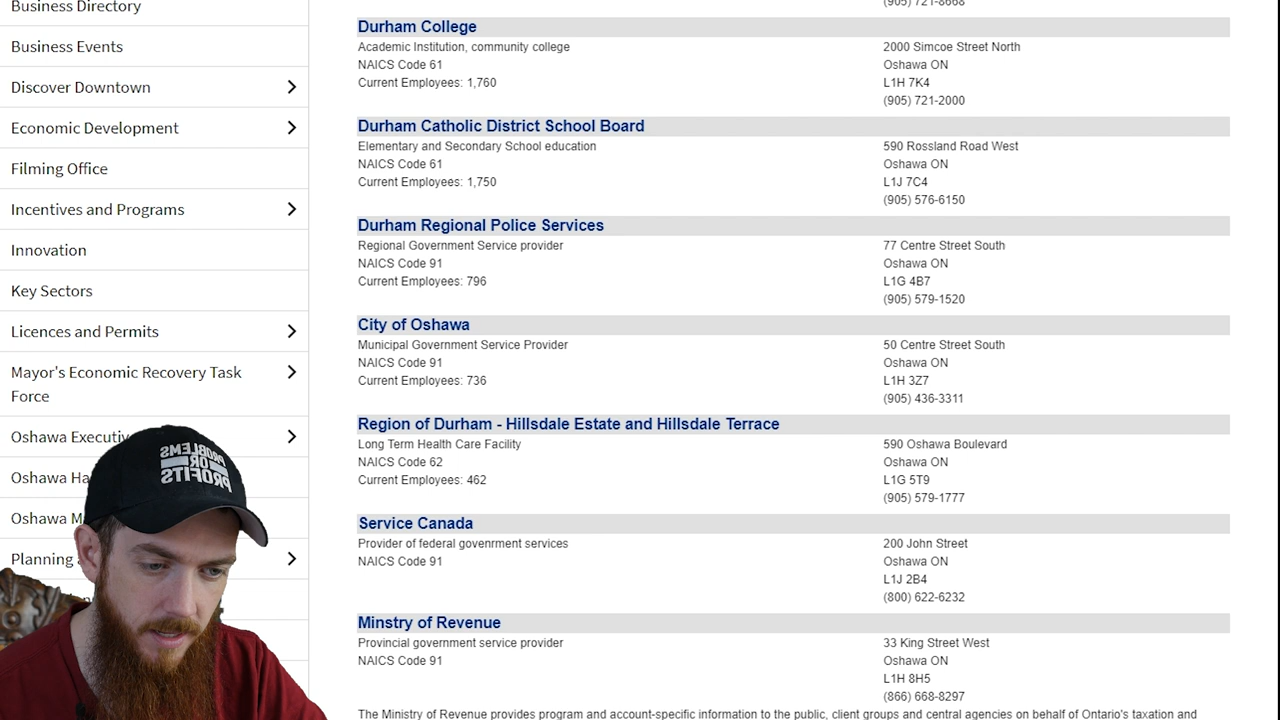 Business Directory
Business Events
Discover Downtown
Economic Development
Filming Office
Incentives and Programs
Innovation
Key Sectors
Licences and Permits
Mayor's Economic Recovery Task
Force
Oshawa Executiv
Oshawa Ha
Oshawa M
Planning
PROBLEMS
OR
PROFITS
(905) 721-8668
Durham College
Academic Institution, community college
2000 Simcoe Street North
NAICS Code 61
Oshawa ON
Current Employees: 1,760
L1H 7K4
(905) 721-2000
Durham Catholic District School Board
Elementary and Secondary School education
590 Rossland Road West
NAICS Code 61
Oshawa ON
Current Employees: 1,750
L1J 7C4
(905) 576-6150
Durham Regional Police Services
Regional Government Service provider
77 Centre Street South
NAICS Code 91
Oshawa ON
Current Employees: 796
L1G 4B7
(905) 579-1520
City of Oshawa
Municipal Government Service Provider
50 Centre Street South
NAICS Code 91
Oshawa ON
Current Employees: 736
L1H 3Z7
(905) 436-3311
Region of Durham - Hillsdale Estate and Hillsdale Terrace
Long Term Health Care Facility
590 Oshawa Boulevard
NAICS Code 62
Oshawa ON
Current Employees: 462
L1G 5T9
(905) 579-1777
Service Canada
Provider of federal govenrment services
200 John Street
NAICS Code 91
Oshawa ON
L1J 2B4
(800) 622-6232
Minstry of Revenue
Provincial government service provider
33 King Street West
NAICS Code 91
Oshawa ON
L1H 8H5
(866) 668-8297
The Ministry of Revenue provides program and account-specific information to the public, client groups and central agencies on behalf of Ontario's taxation and